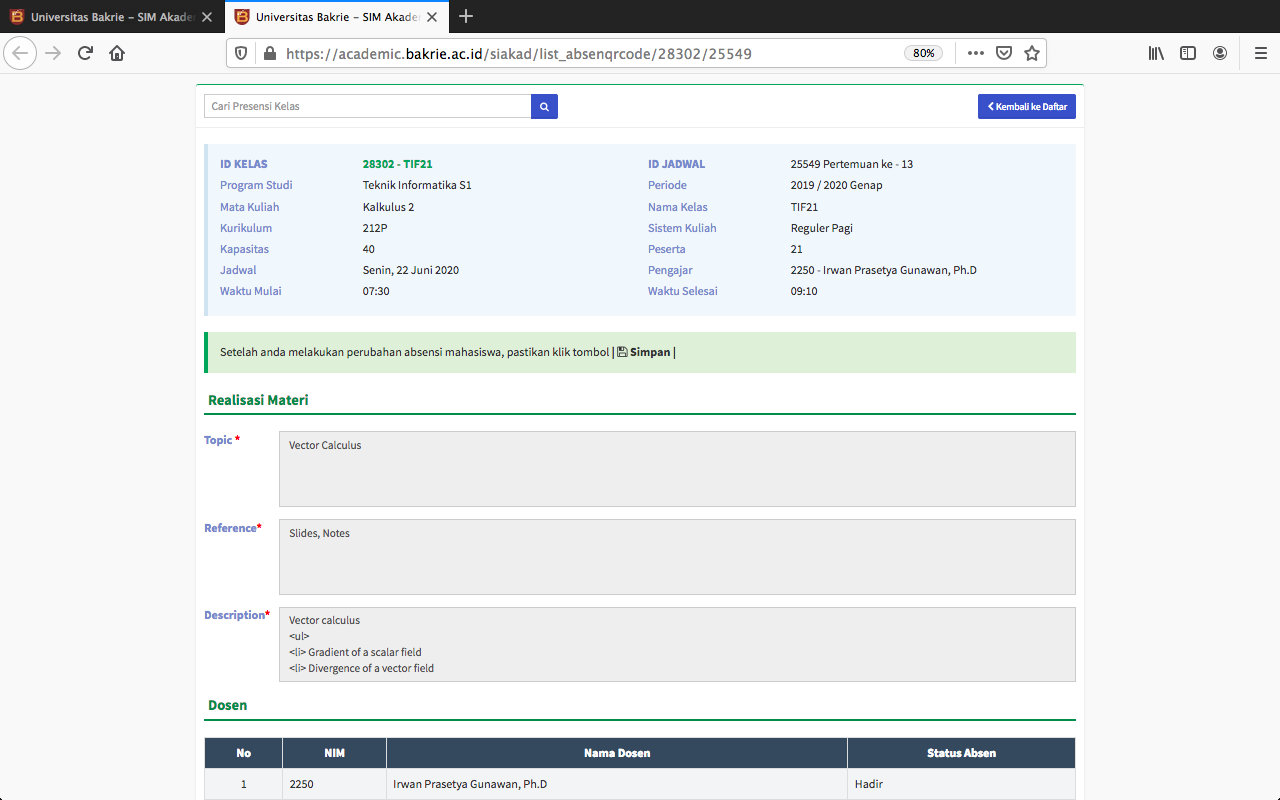 Universitas Bakrie – SIM Akade
Universitas Bakrie – SIM Akade
https://academic.bakrie.ac.id/siakad/list_absenqrcode/28302/25549
80%
Cari Presensi Kelas
Kembali ke Daftar
ID KELAS 28302 - TIF21 ID JADWAL 25549 Pertemuan ke - 13
Program Studi Teknik Informatika S1 Periode 2019 / 2020 Genap
Mata Kuliah Kalkulus 2 Nama Kelas TIF21
Kurikulum 212P Sistem Kuliah Reguler Pagi
Kapasitas 40 Peserta 21
Jadwal Senin, 22 Juni 2020 Pengajar 2250 - Irwan Prasetya Gunawan, Ph.D
Waktu Mulai 07:30 Waktu Selesai 09:10
Setelah anda melakukan perubahan absensi mahasiswa, pastikan klik tombol | Simpan |
Realisasi Materi
Topic * Vector Calculus
Reference* Slides, Notes
Description* Vector calculus
<ul>
<li> Gradient of a scalar field
<li> Divergence of a vector field
Dosen
No NIM Nama Dosen Status Absen
1 2250 Irwan Prasetya Gunawan, Ph.D Hadir